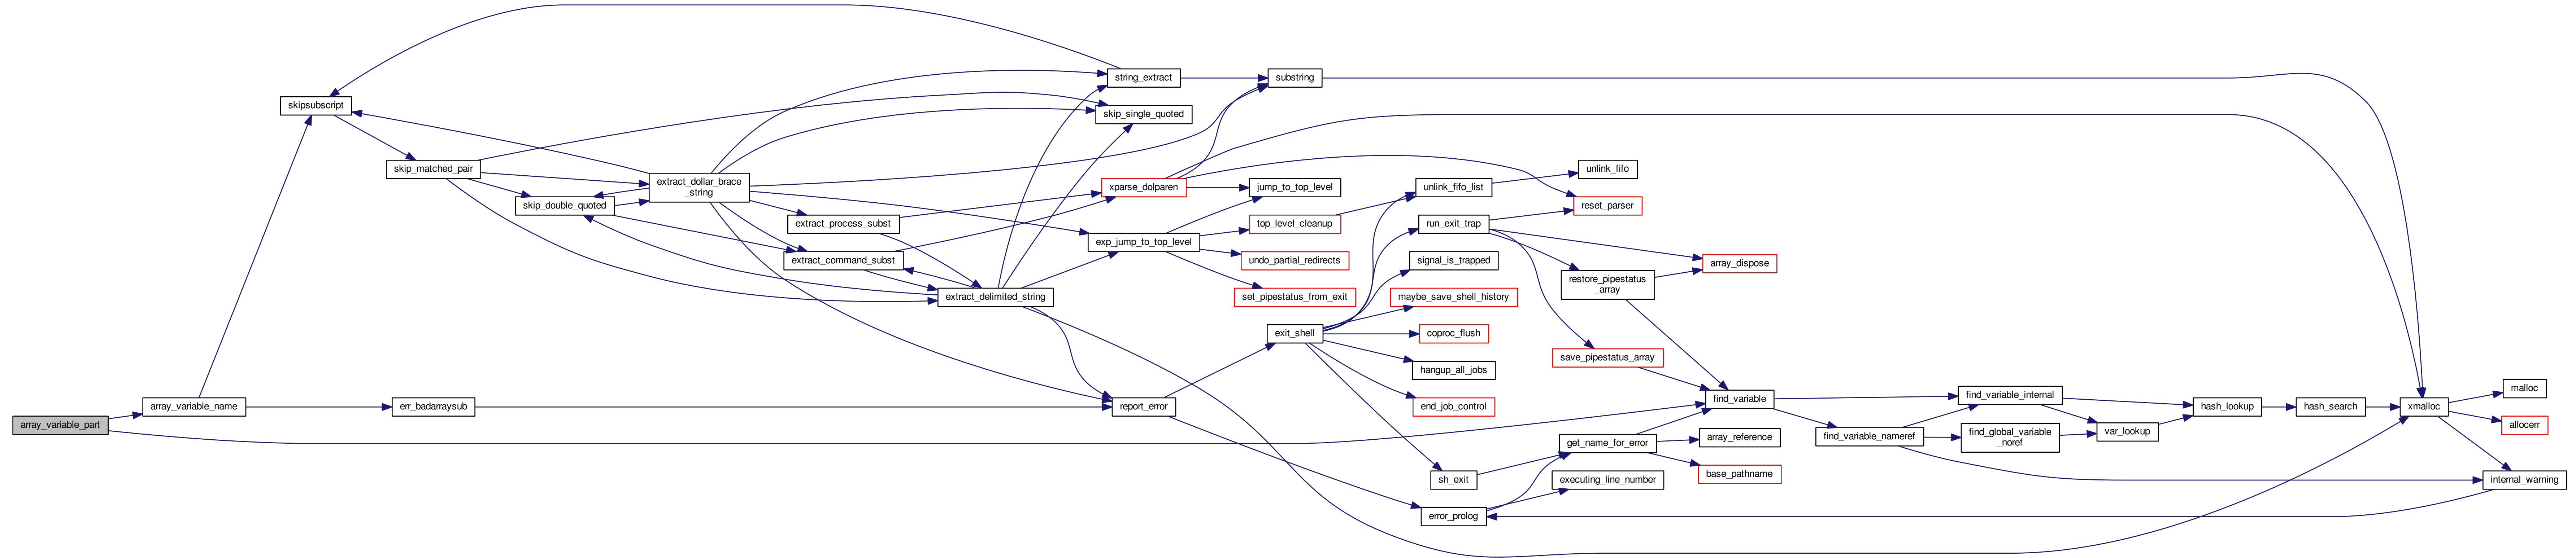 array_variable_part
array_variable_name
skipsubscript
err_badarraysub
skip_matched_pair
skip_double_quoted
extract_dollar_brace
_string
extract_process_subst
extract_command_subst
extract_delimited_string
string_extract
skip_single_quoted
xparse_dolparen
exp_jump_to_top_level
report_error
substring
jump_to_top_level
top_level_cleanup
undo_partial_redirects
set_pipestatus_from_exit
exit_shell
unlink_fifo_list
run_exit_trap
signal_is_trapped
maybe_save_shell_history
coproc_flush
hangup_all_jobs
end_job_control
sh_exit
error_prolog
unlink_fifo
reset_parser
restore_pipestatus
_array
save_pipestatus_array
get_name_for_error
executing_line_number
array_dispose
find_variable
array_reference
base_pathname
find_variable_nameref
find_variable_internal
find_global_variable
_noref
var_lookup
hash_lookup
hash_search
xmalloc
malloc
allocerr
internal_warning